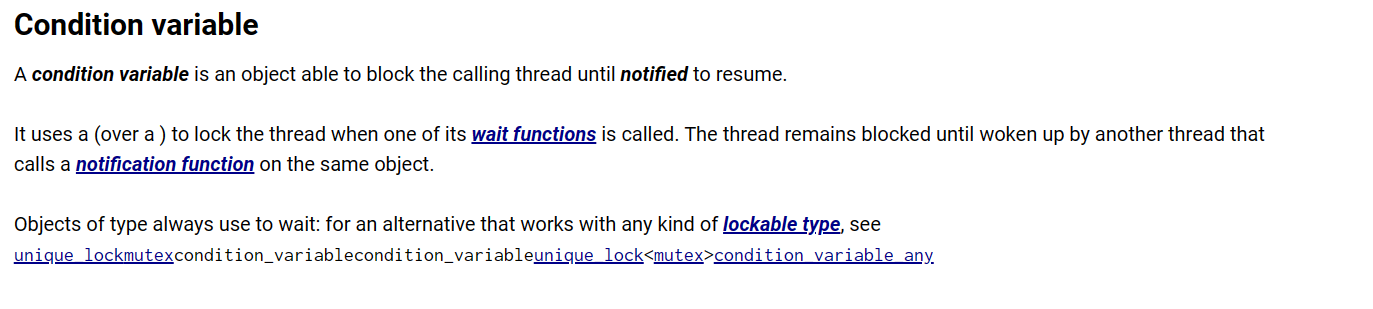 Condition variable
A condition variable is an object able to block the calling thread until notified to resume.
It uses a (over a ) to lock the thread when one of its wait functions is called. The thread remains blocked until woken up by another thread that
calls a notification function on the same object.
Objects of type always use to wait: for an alternative that works with any kind of lockable type, see
unique_lockmutexcondition_variablecondition_variableunique_lock<mutex>condition_variable_any